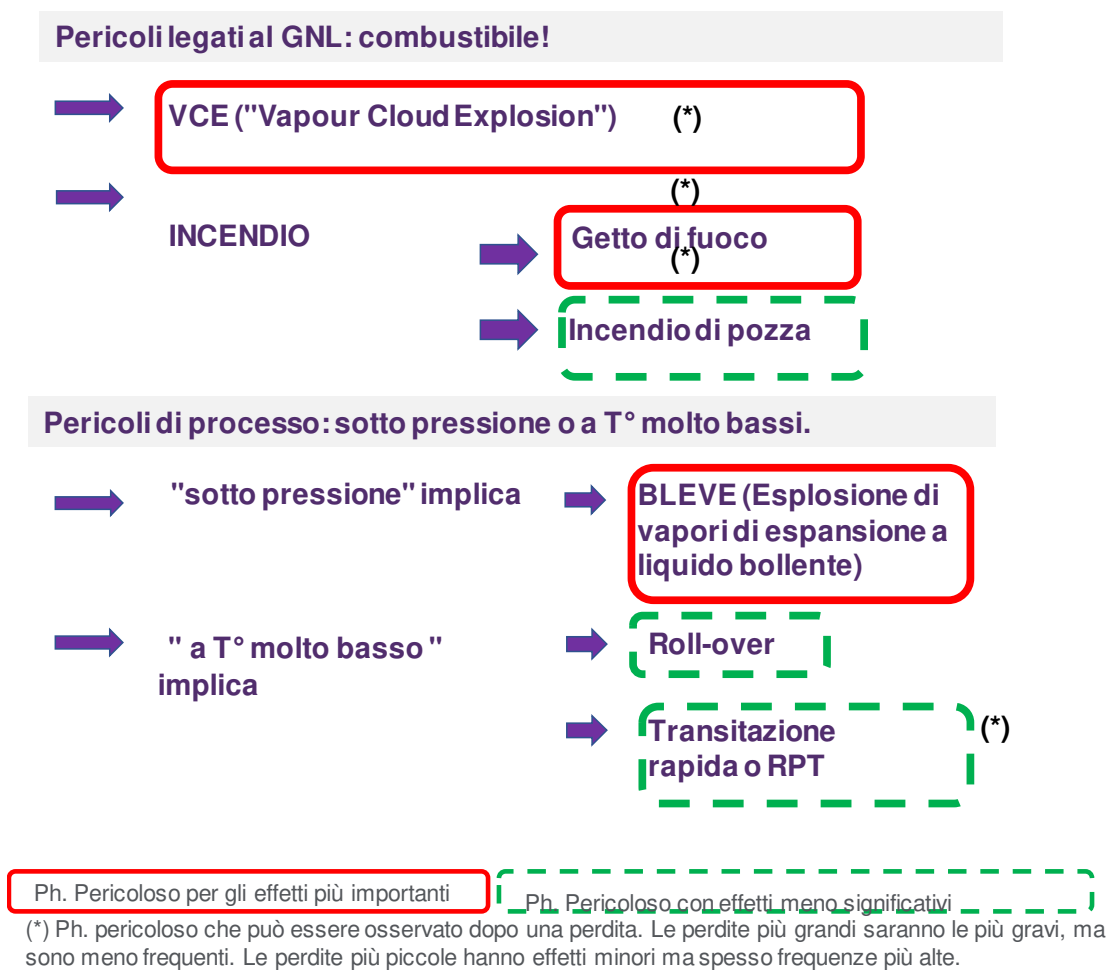 Pericoli legati al GNL: combustibile!
VCE ("Vapour Cloud Explosion") (*)
(*)
INCENDIO
Getto di fuoco
(*)
Incendio di pozza
Pericoli di processo: sotto pressione o a T° molto bassi.
"sotto pressione" implica
BLEVE (Esplosione di
vapori di espansione a
liquido bollente)
" a T° molto basso "
implica
Roll-over
Transitazione
rapida o RPT
(*)
Ph. Pericoloso per gli effetti più importanti
Ph. Pericoloso con effetti meno significativi
(*) Ph. pericoloso che può essere osservato dopo una perdita. Le perdite più grandi saranno le più gravi, ma
sono meno frequenti. Le perdite più piccole hanno effetti minori ma spesso frequenze più alte.